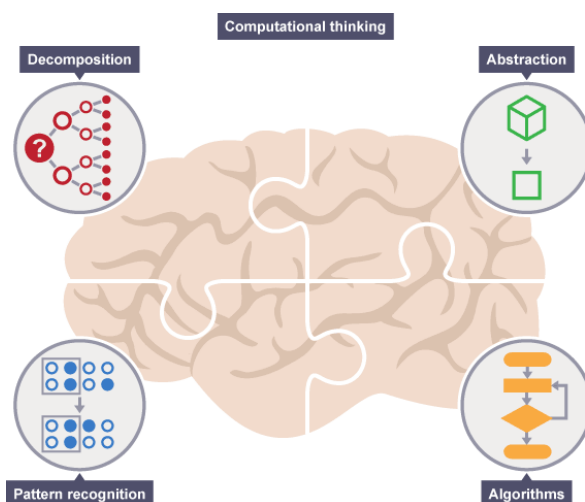 Computational thinking
Decomposition
Abstraction
?
Pattern recognition
Algorithms